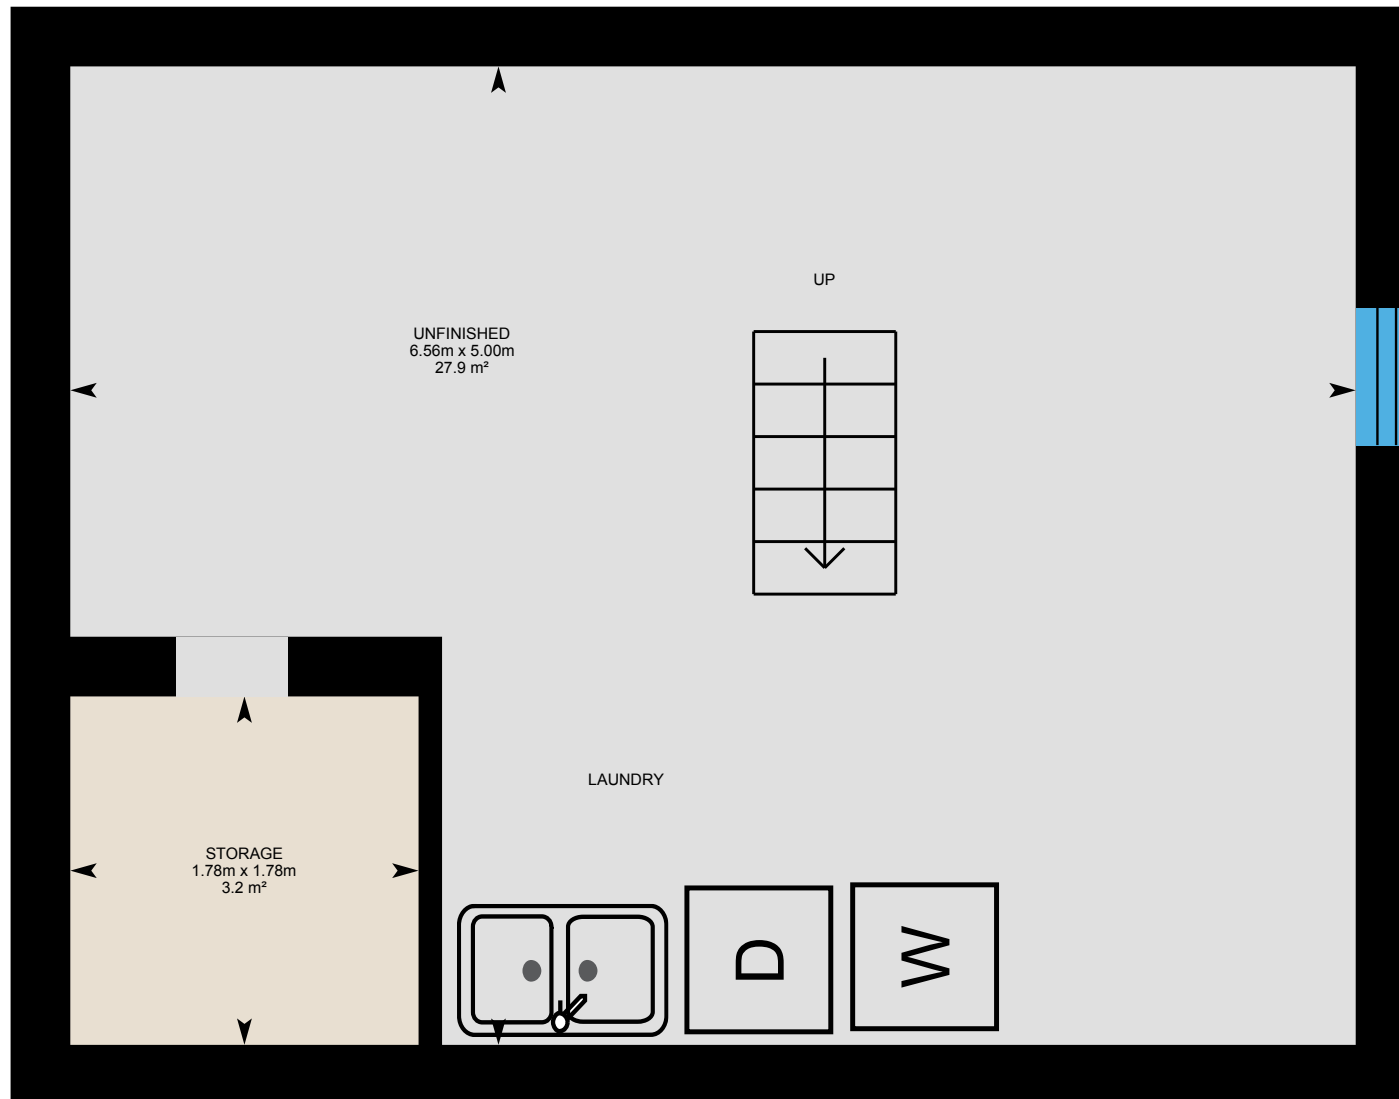 UP
UNFINISHED
6.56m x 5.00m
27.9 m²
LAUNDRY
STORAGE
1.78m x 1.78m
3.2 m²
D
W